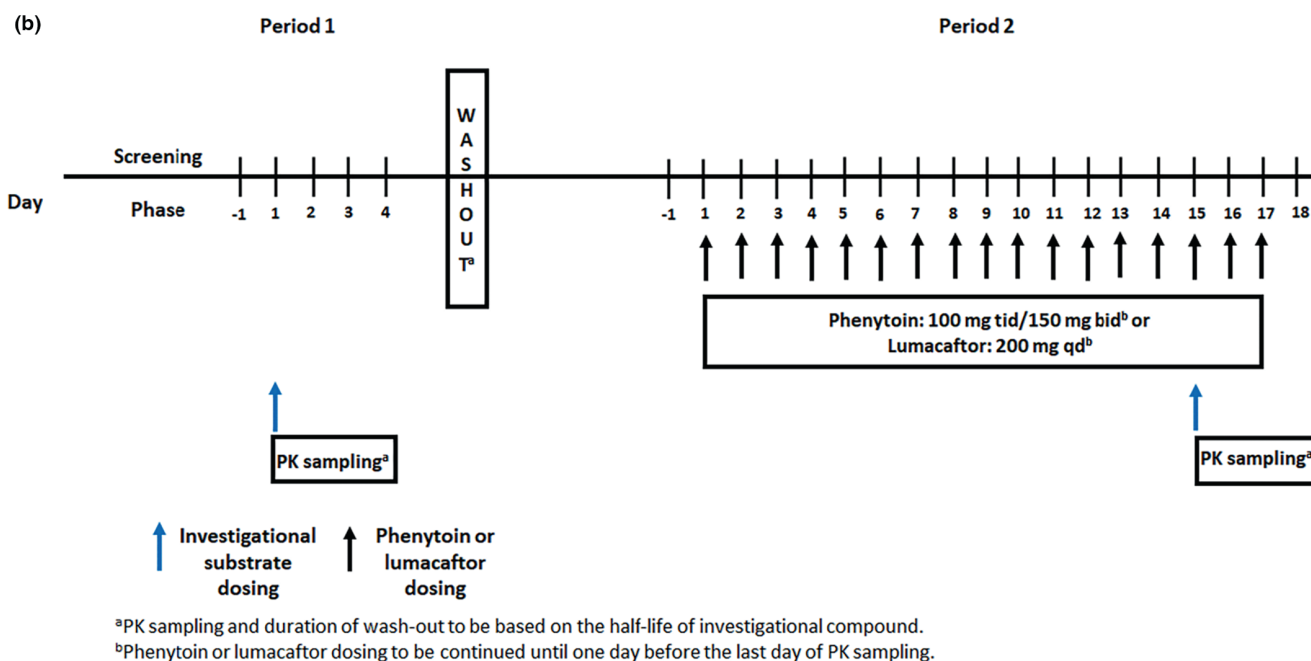 (b)
Period 1
Period 2
WASHOUTᵃ
Screening
Day
Phase
-1 1 2 3 4
-1 1 2 3 4 5 6 7 8 9 10 11 12 13 14 15 16 17 18
Phenytoin: 100 mg tid/150 mg bidᵇ or
Lumacaftor: 200 mg qdᵇ
PK samplingᵃ
PK samplingᵃ
Investigational
substrate
dosing
Phenytoin or
lumacaftor
dosing
ᵃPK sampling and duration of wash-out to be based on the half-life of investigational compound.
ᵇPhenytoin or lumacaftor dosing to be continued until one day before the last day of PK sampling.